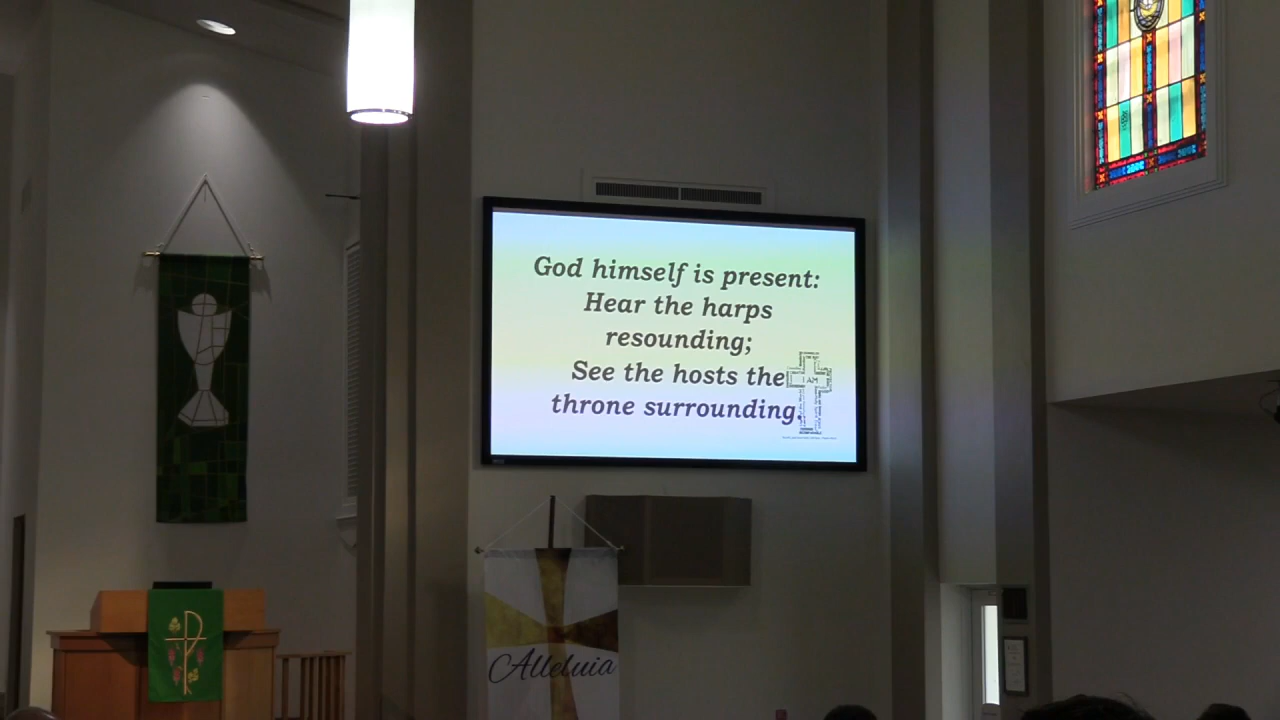 God himself is present:
Hear the harps
resounding;
See the hosts the
throne surrounding.
I AM
Alleluia